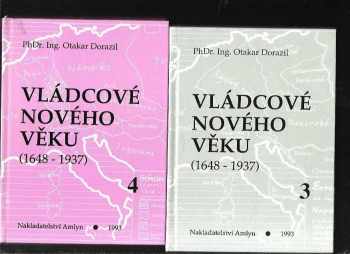 PhDr. Ing. Otakar Dorazil
VLÁDCOVÉ
NOVÉHO
VĚKU
(1648 - 1937)
4
Nakladatelství Amlyn ● 1993
PhDr. Ing. Otakar Dorazil
VLÁDCOVÉ
NOVÉHO
VĚKU
(1648 - 1937)
3
Nakladatelství Amlyn ● 1993